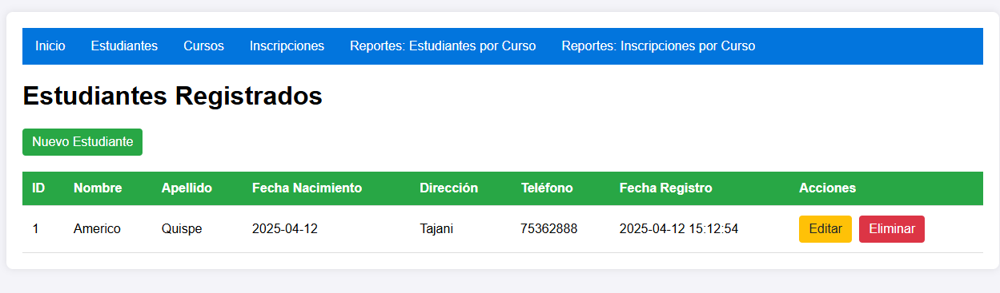 Inicio Estudiantes Cursos Inscripciones Reportes: Estudiantes por Curso Reportes: Inscripciones por Curso
Estudiantes Registrados
Nuevo Estudiante
ID Nombre Apellido Fecha Nacimiento Dirección Teléfono Fecha Registro Acciones
1 Americo Quispe 2025-04-12 Tajani 75362888 2025-04-12 15:12:54 Editar Eliminar